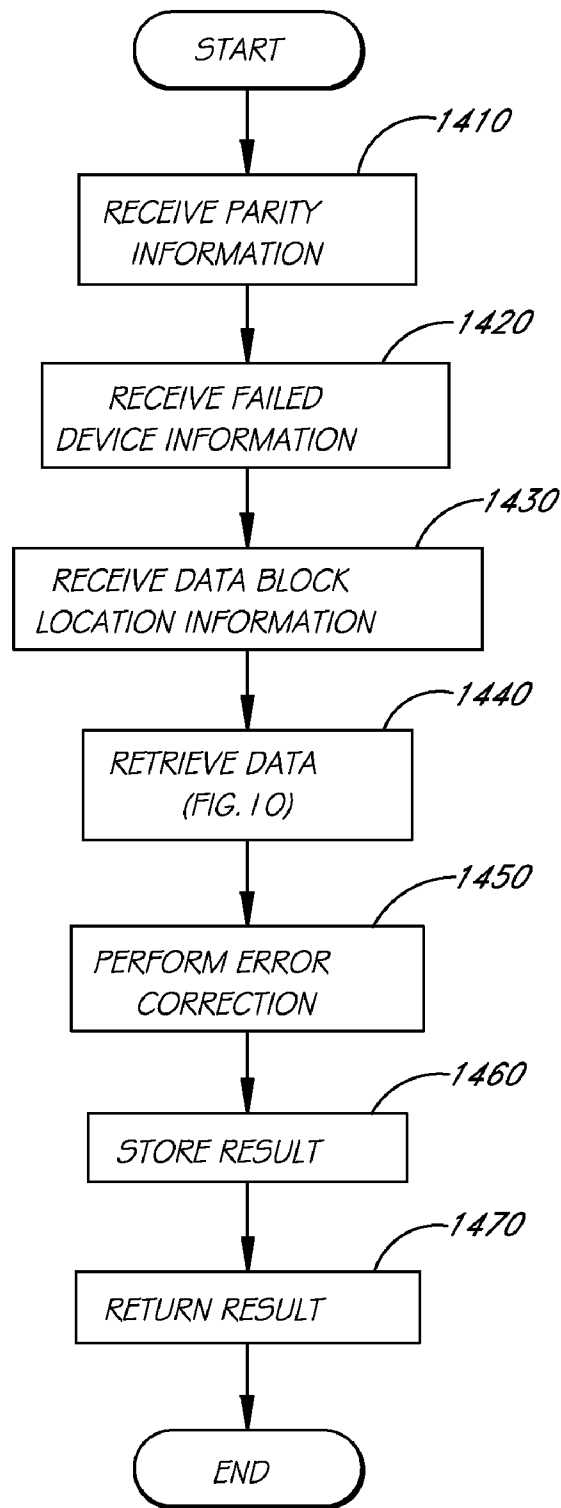 START
1410
RECEIVE PARITY
INFORMATION
1420
RECEIVE FAILED
DEVICE INFORMATION
1430
RECEIVE DATA BLOCK
LOCATION INFORMATION
1440
RETRIEVE DATA
(FIG. 10)
1450
PERFORM ERROR
CORRECTION
1460
STORE RESULT
1470
RETURN RESULT
END